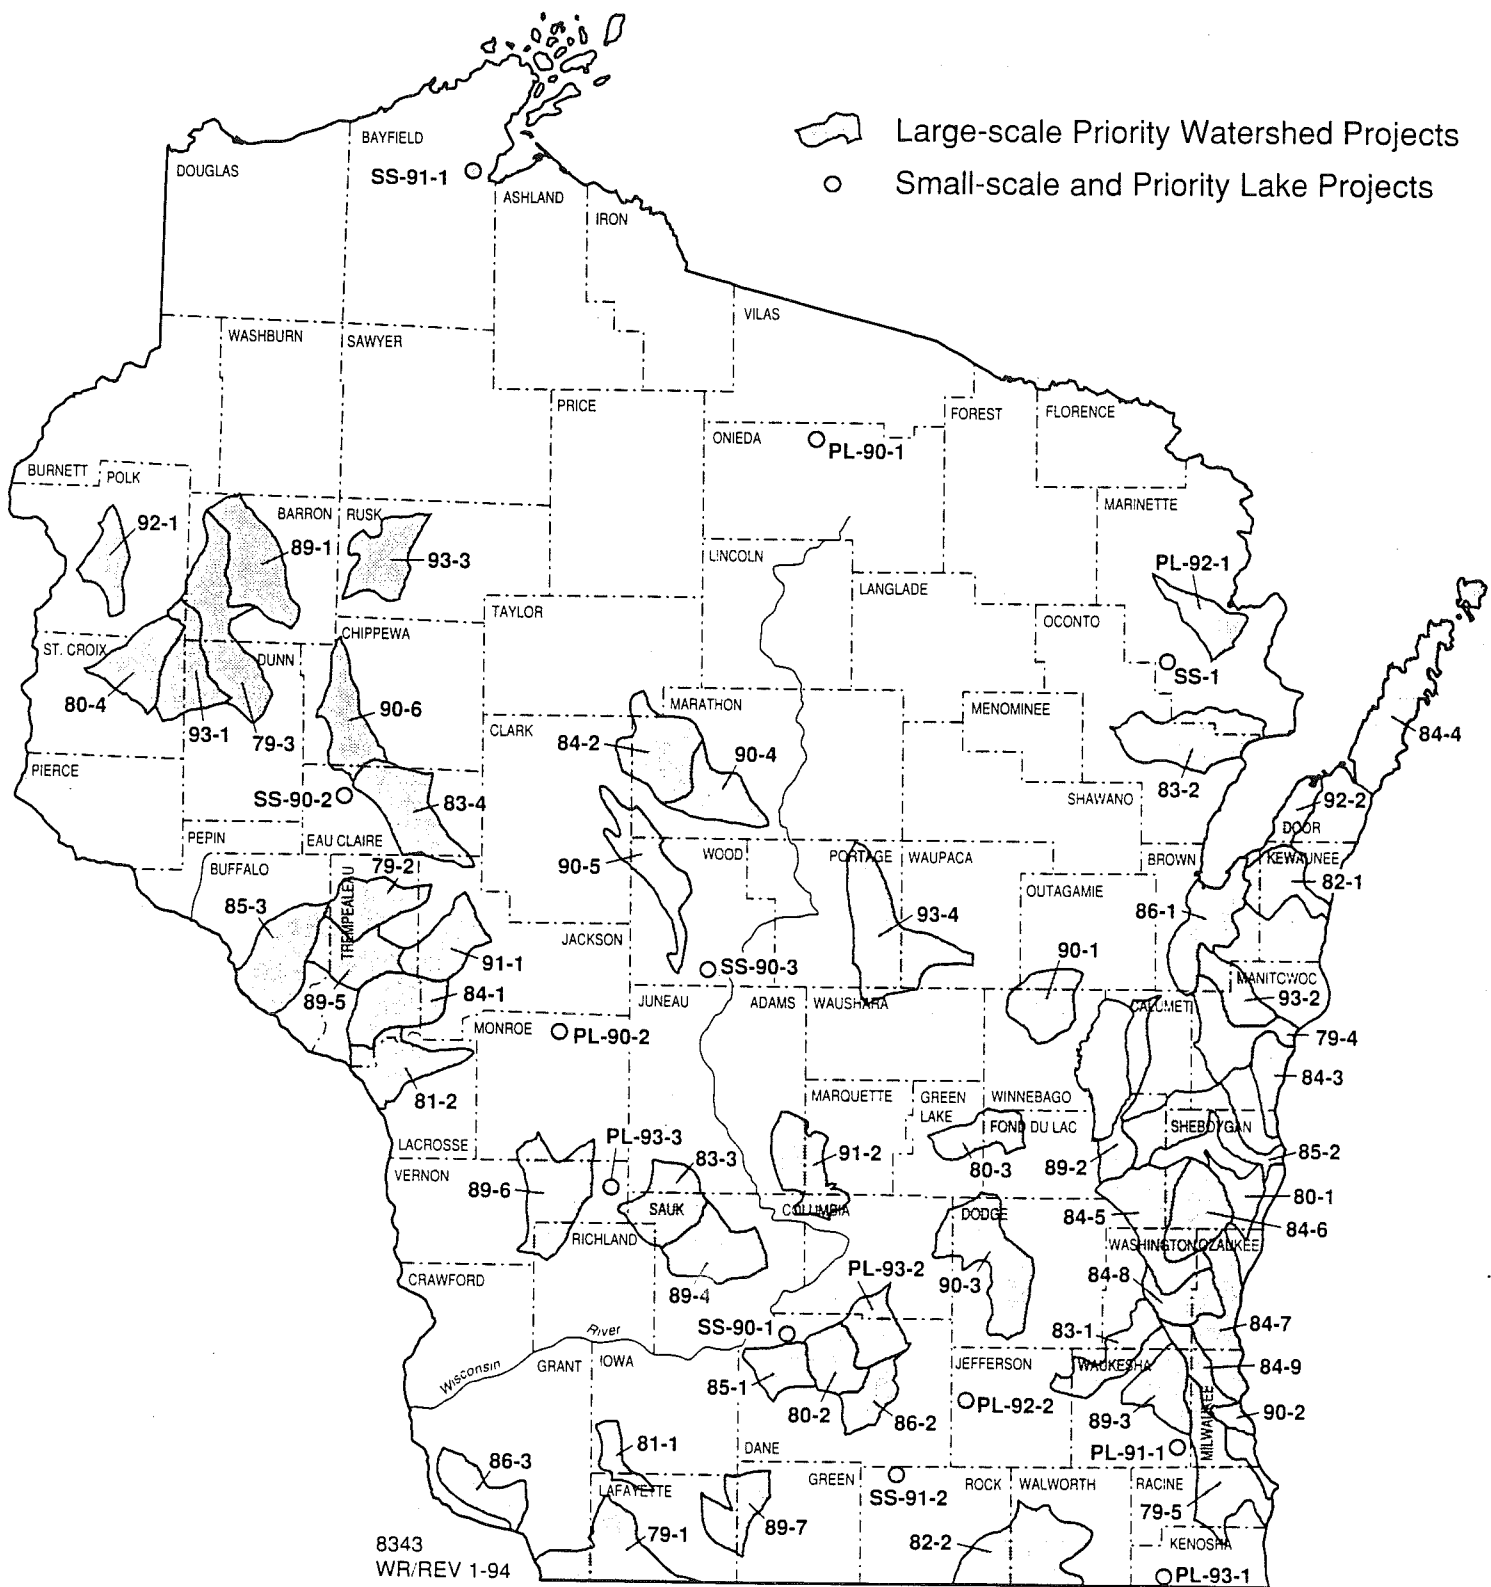 Large-scale Priority Watershed Projects
Small-scale and Priority Lake Projects
BAYFIELD
DOUGLAS
SS-91-1
ASHLAND
IRON
VILAS
WASHBURN
SAWYER
PRICE
FOREST
FLORENCE
ONIEDA
PL-90-1
BURNETT
POLK
MARINETTE
BARRON
RUSK
92-1
89-1
93-3
LINCOLN
PL-92-1
LANGLADE
TAYLOR
OCONTO
CHIPPEWA
ST. CROIX
DUNN
SS-1
80-4
90-6
MARATHON
MENOMINEE
93-1
79-3
CLARK
84-2
90-4
84-4
PIERCE
83-2
SS-90-2
83-4
SHAWANO
92-2
DOOR
PEPIN
EAU CLAIRE
90-5
WOOD
PORTAGE
WAUPACA
BROWN
KEWAUNEE
BUFFALO
79-2
82-1
OUTAGAMIE
85-3
TREMPEALEAU
93-4
86-1
JACKSON
90-1
91-1
SS-90-3
MANITOWOC
89-5
84-1
JUNEAU
ADAMS
WAUSHARA
CALUMET
93-2
MONROE
PL-90-2
79-4
84-3
81-2
MARQUETTE
GREEN
LAKE
WINNEBAGO
LACROSSE
PL-93-3
FOND DU LAC
SHEBOYGAN
83-3
91-2
80-3
89-2
85-2
VERNON
89-6
80-1
SAUK
COLUMBIA
DODGE
84-5
84-6
RICHLAND
WASHINGTON
OZAUKEE
CRAWFORD
PL-93-2
84-8
90-3
89-4
SS-90-1
83-1
84-7
River
Wisconsin
GRANT
IOWA
JEFFERSON
WAUKESHA
84-9
85-1
80-2
86-2
PL-92-2
89-3
MILWAUKEE
90-2
81-1
DANE
PL-91-1
86-3
LAFAYETTE
GREEN
SS-91-2
ROCK
WALWORTH
RACINE
79-5
79-1
89-7
82-2
KENOSHA
8343
WR/REV 1-94
PL-93-1